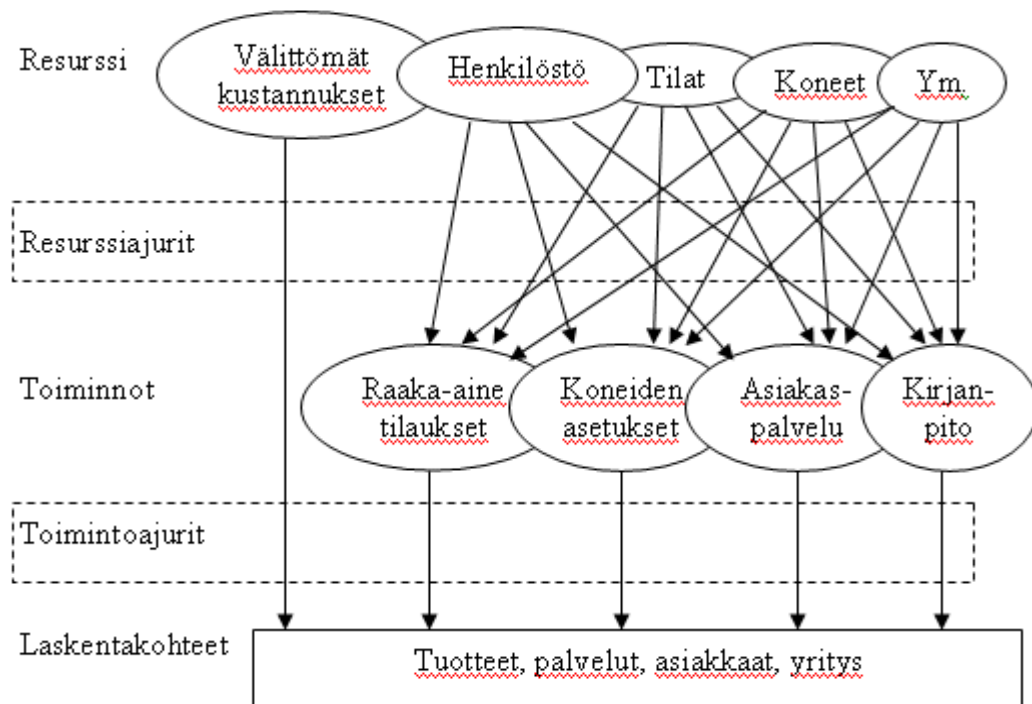 Resurssi
Välittömät
kustannukset
Henkilöstö
Tilat
Koneet
Ym.
Resurssiajurit
Toiminnot
Raaka-aine
tilaukset
Koneiden
asetukset
Asiakas-
palvelu
Kirjan-
pito
Toimintoajurit
Laskentakohteet
Tuotteet, palvelut, asiakkaat, yritys